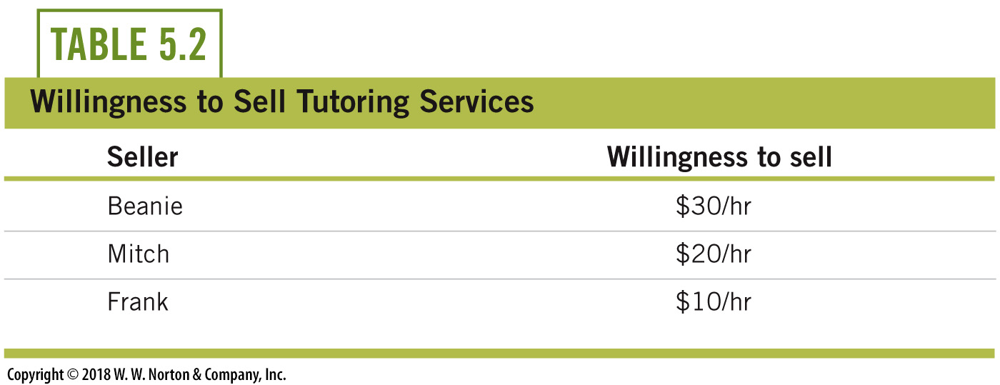 TABLE 5.2
Willingness to Sell Tutoring Services
Seller Willingness to sell
Beanie $30/hr
Mitch $20/hr
Frank $10/hr
Copyright © 2018 W. W. Norton & Company, Inc.